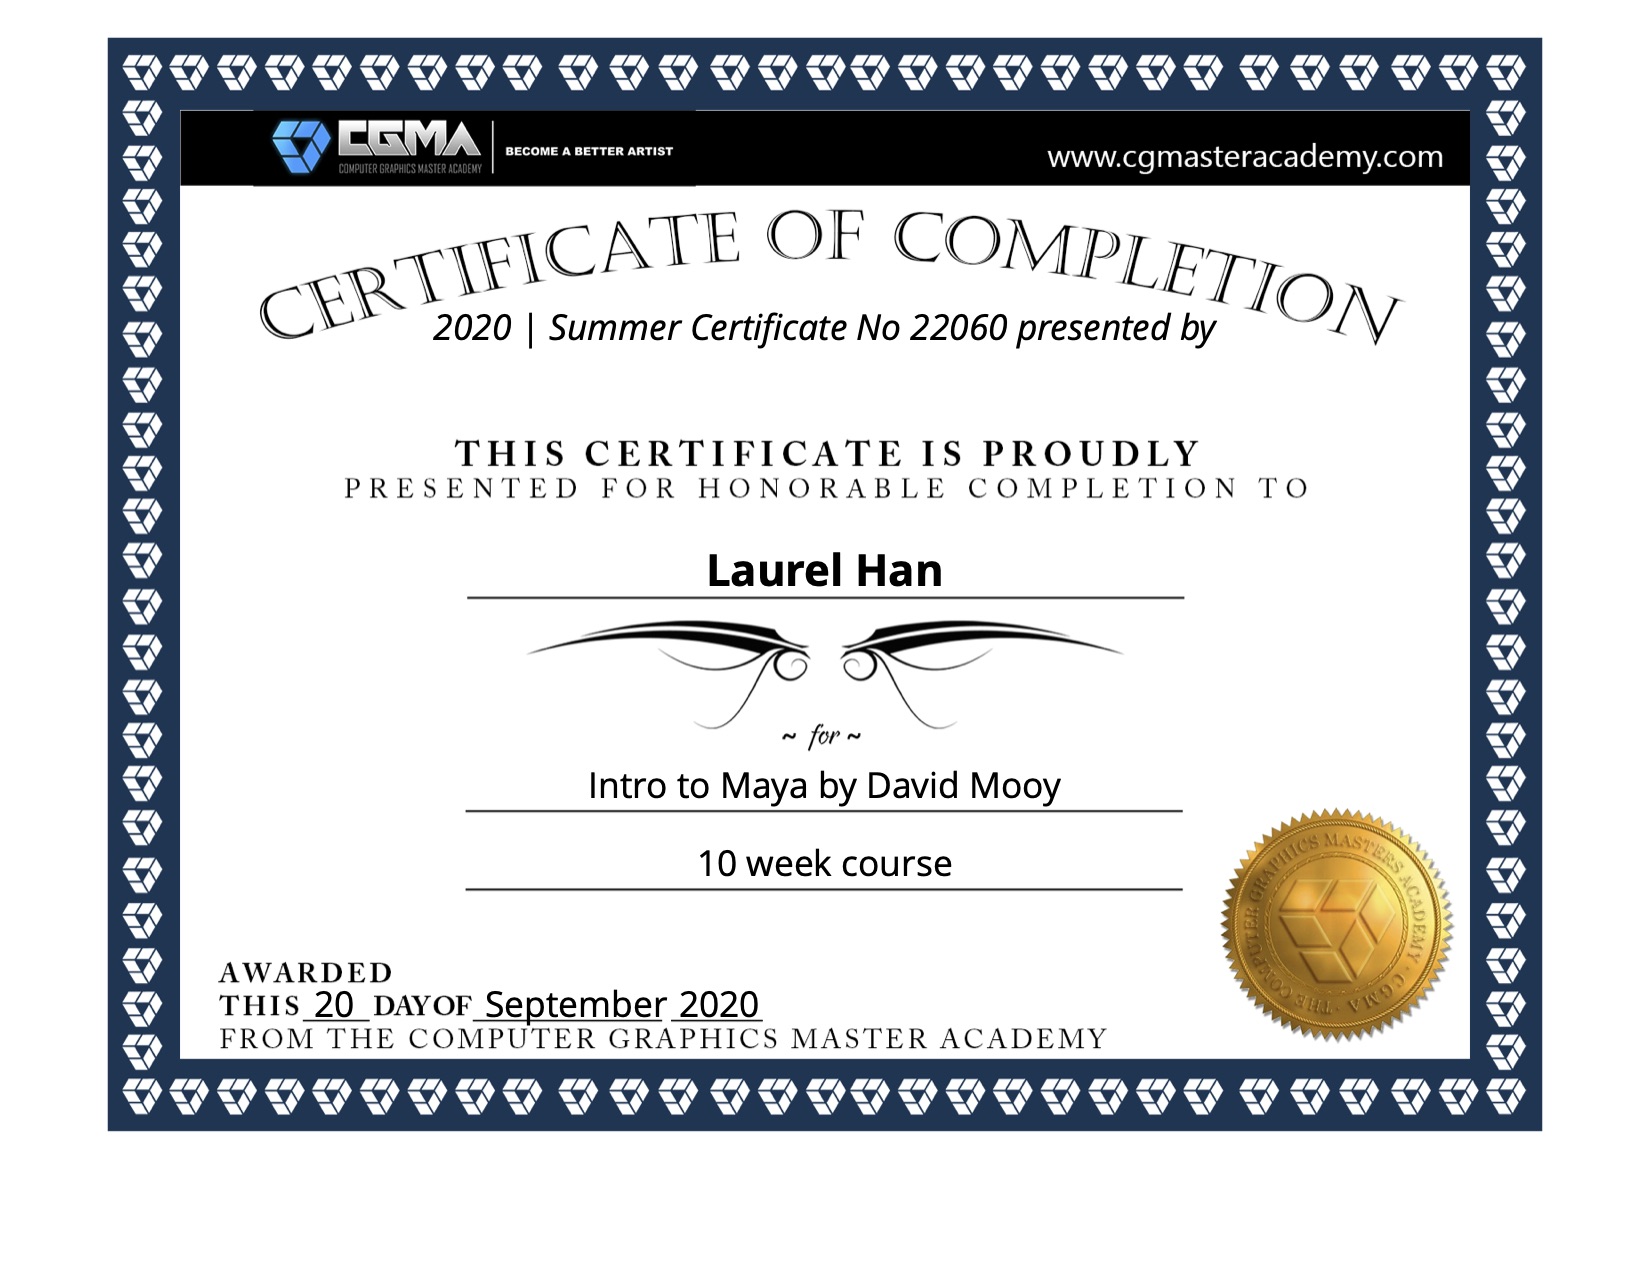 CGMA
COMPUTER GRAPHICS MASTER ACADEMY
BECOME A BETTER ARTIST
www.cgmasteracademy.com
CERTIFICATE OF COMPLETION
2020 | Summer Certificate No 22060 presented by
THIS CERTIFICATE IS PROUDLY
PRESENTED FOR HONORABLE COMPLETION TO
Laurel Han
~ for ~
Intro to Maya by David Mooy
10 week course
THE COMPUTER GRAPHICS MASTERS ACADEMY · CGMA ·
AWARDED
THIS 20 DAY OF September 2020
FROM THE COMPUTER GRAPHICS MASTER ACADEMY